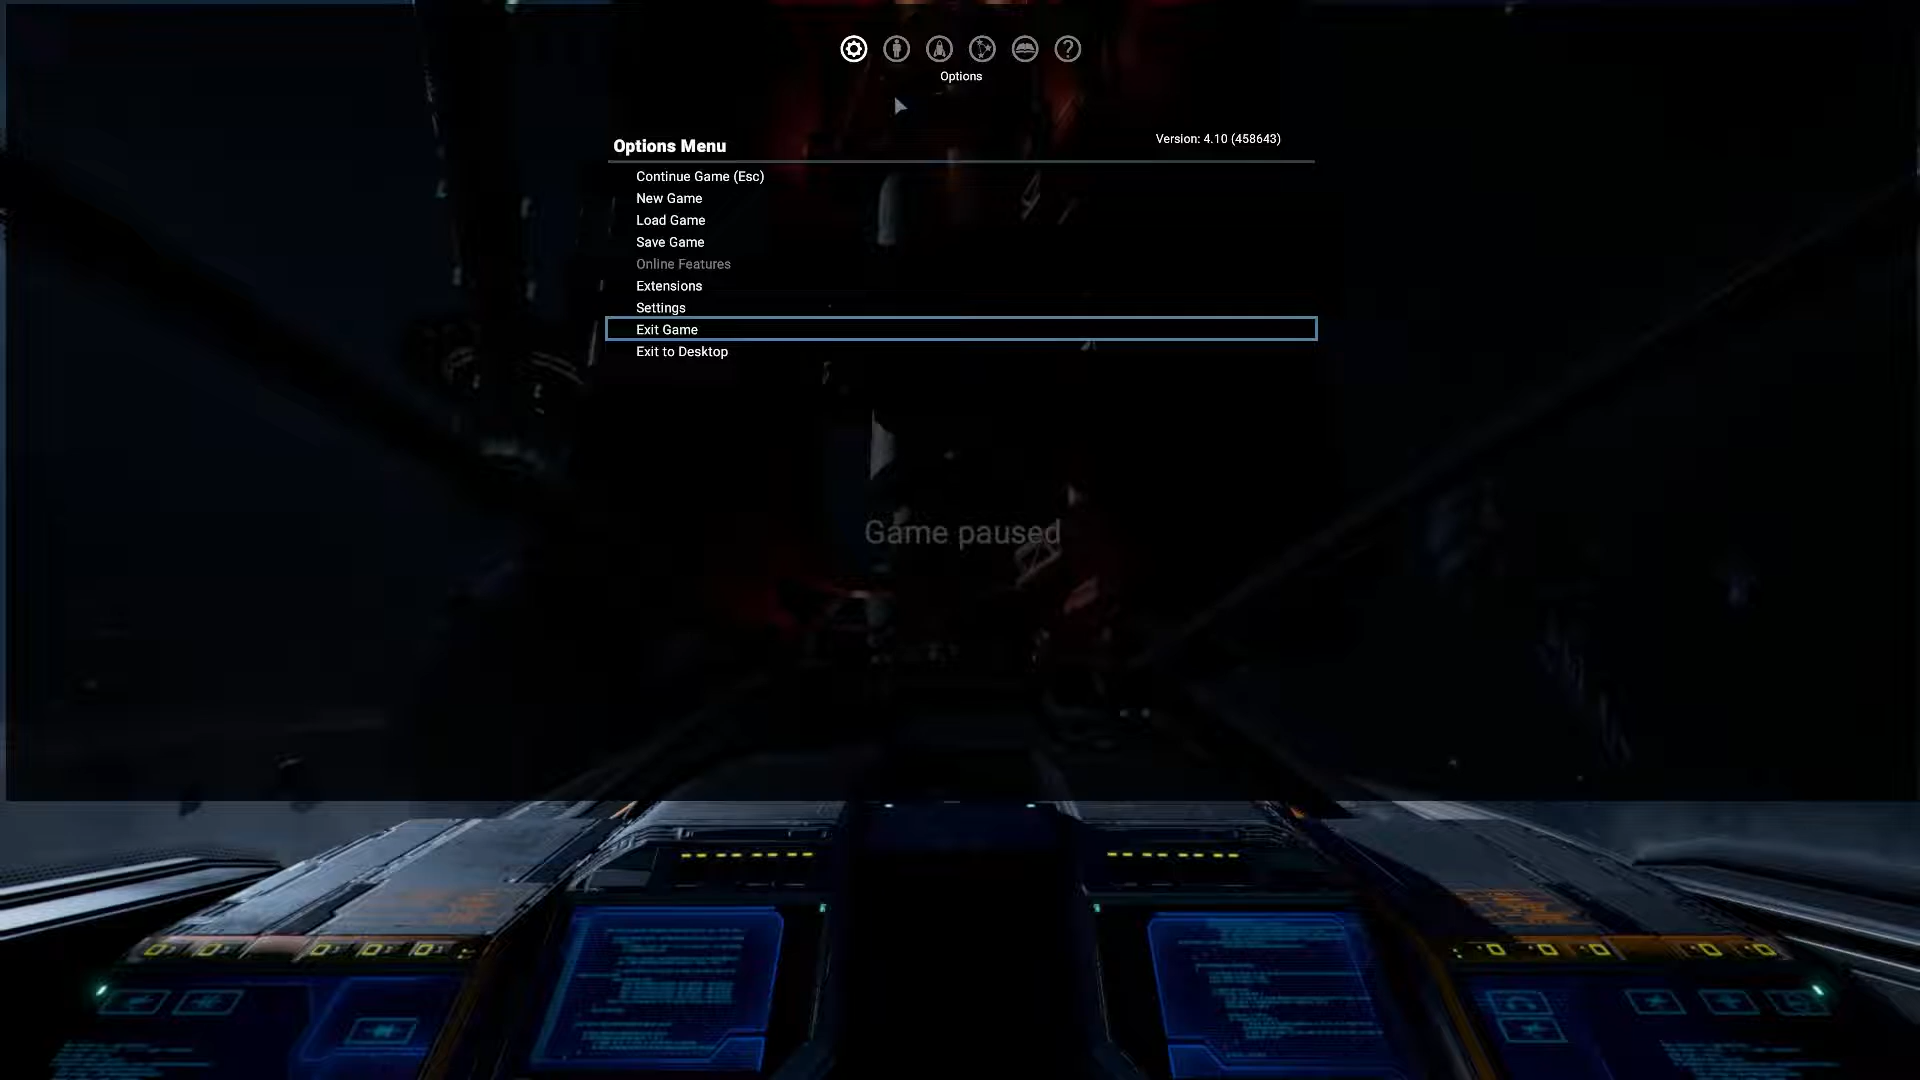 Options
Options Menu
Version: 4.10 (458643)
Continue Game (Esc)
New Game
Load Game
Save Game
Online Features
Extensions
Settings
Exit Game
Exit to Desktop
Game paused